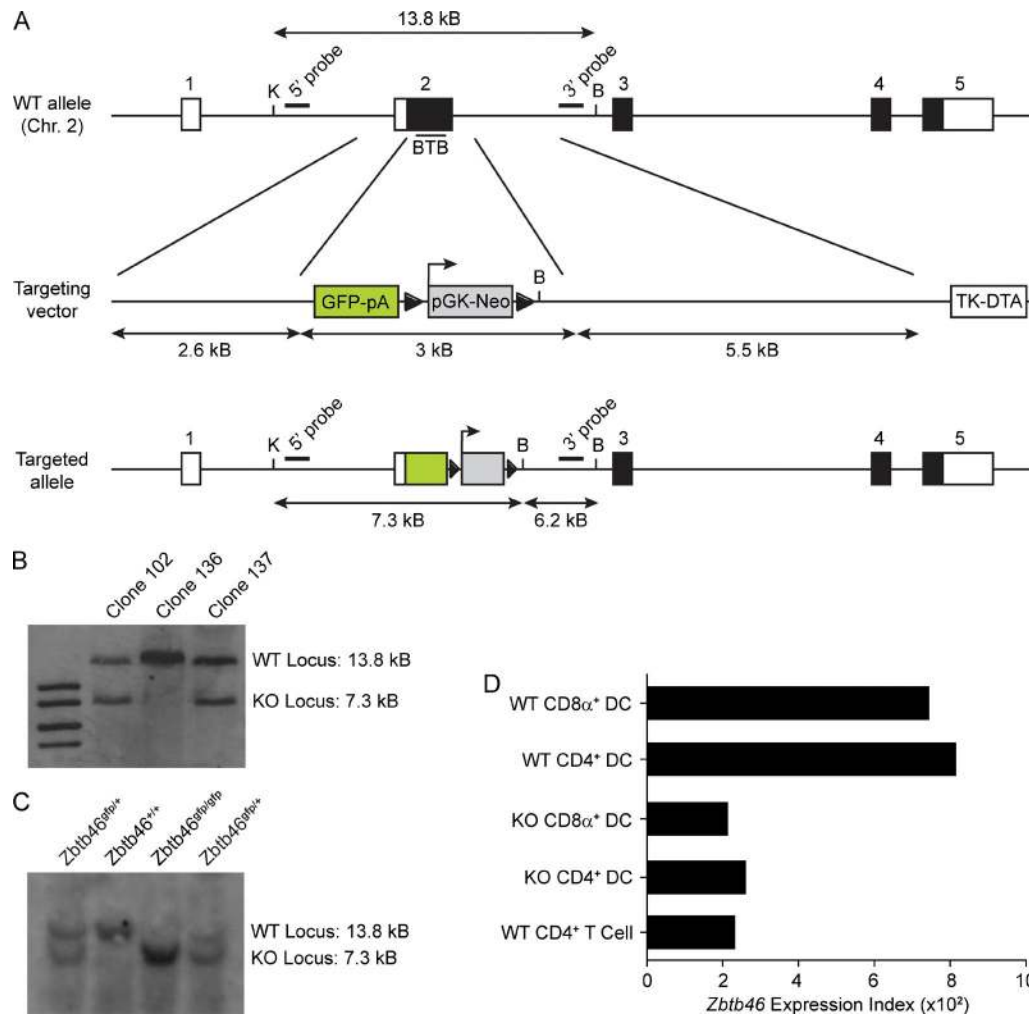 A
13.8 kB
1 K 5' probe 2 3' probe B 3 4 5
WT allele
(Chr. 2)
BTB
Targeting
vector
GFP-pA pGK-Neo B TK-DTA
2.6 kB 3 kB 5.5 kB
1 K 5' probe B 3' probe B 3 4 5
Targeted
allele
7.3 kB 6.2 kB
B
Clone 102 Clone 136 Clone 137
WT Locus: 13.8 kB
KO Locus: 7.3 kB
C
Zbtb46gfp/+ Zbtb46+/+ Zbtb46gfp/gfp Zbtb46gfp/+
WT Locus: 13.8 kB
KO Locus: 7.3 kB
D
WT CD8α⁺ DC
WT CD4⁺ DC
KO CD8α⁺ DC
KO CD4⁺ DC
WT CD4⁺ T Cell
0 2 4 6 8 10
Zbtb46 Expression Index (x10²)